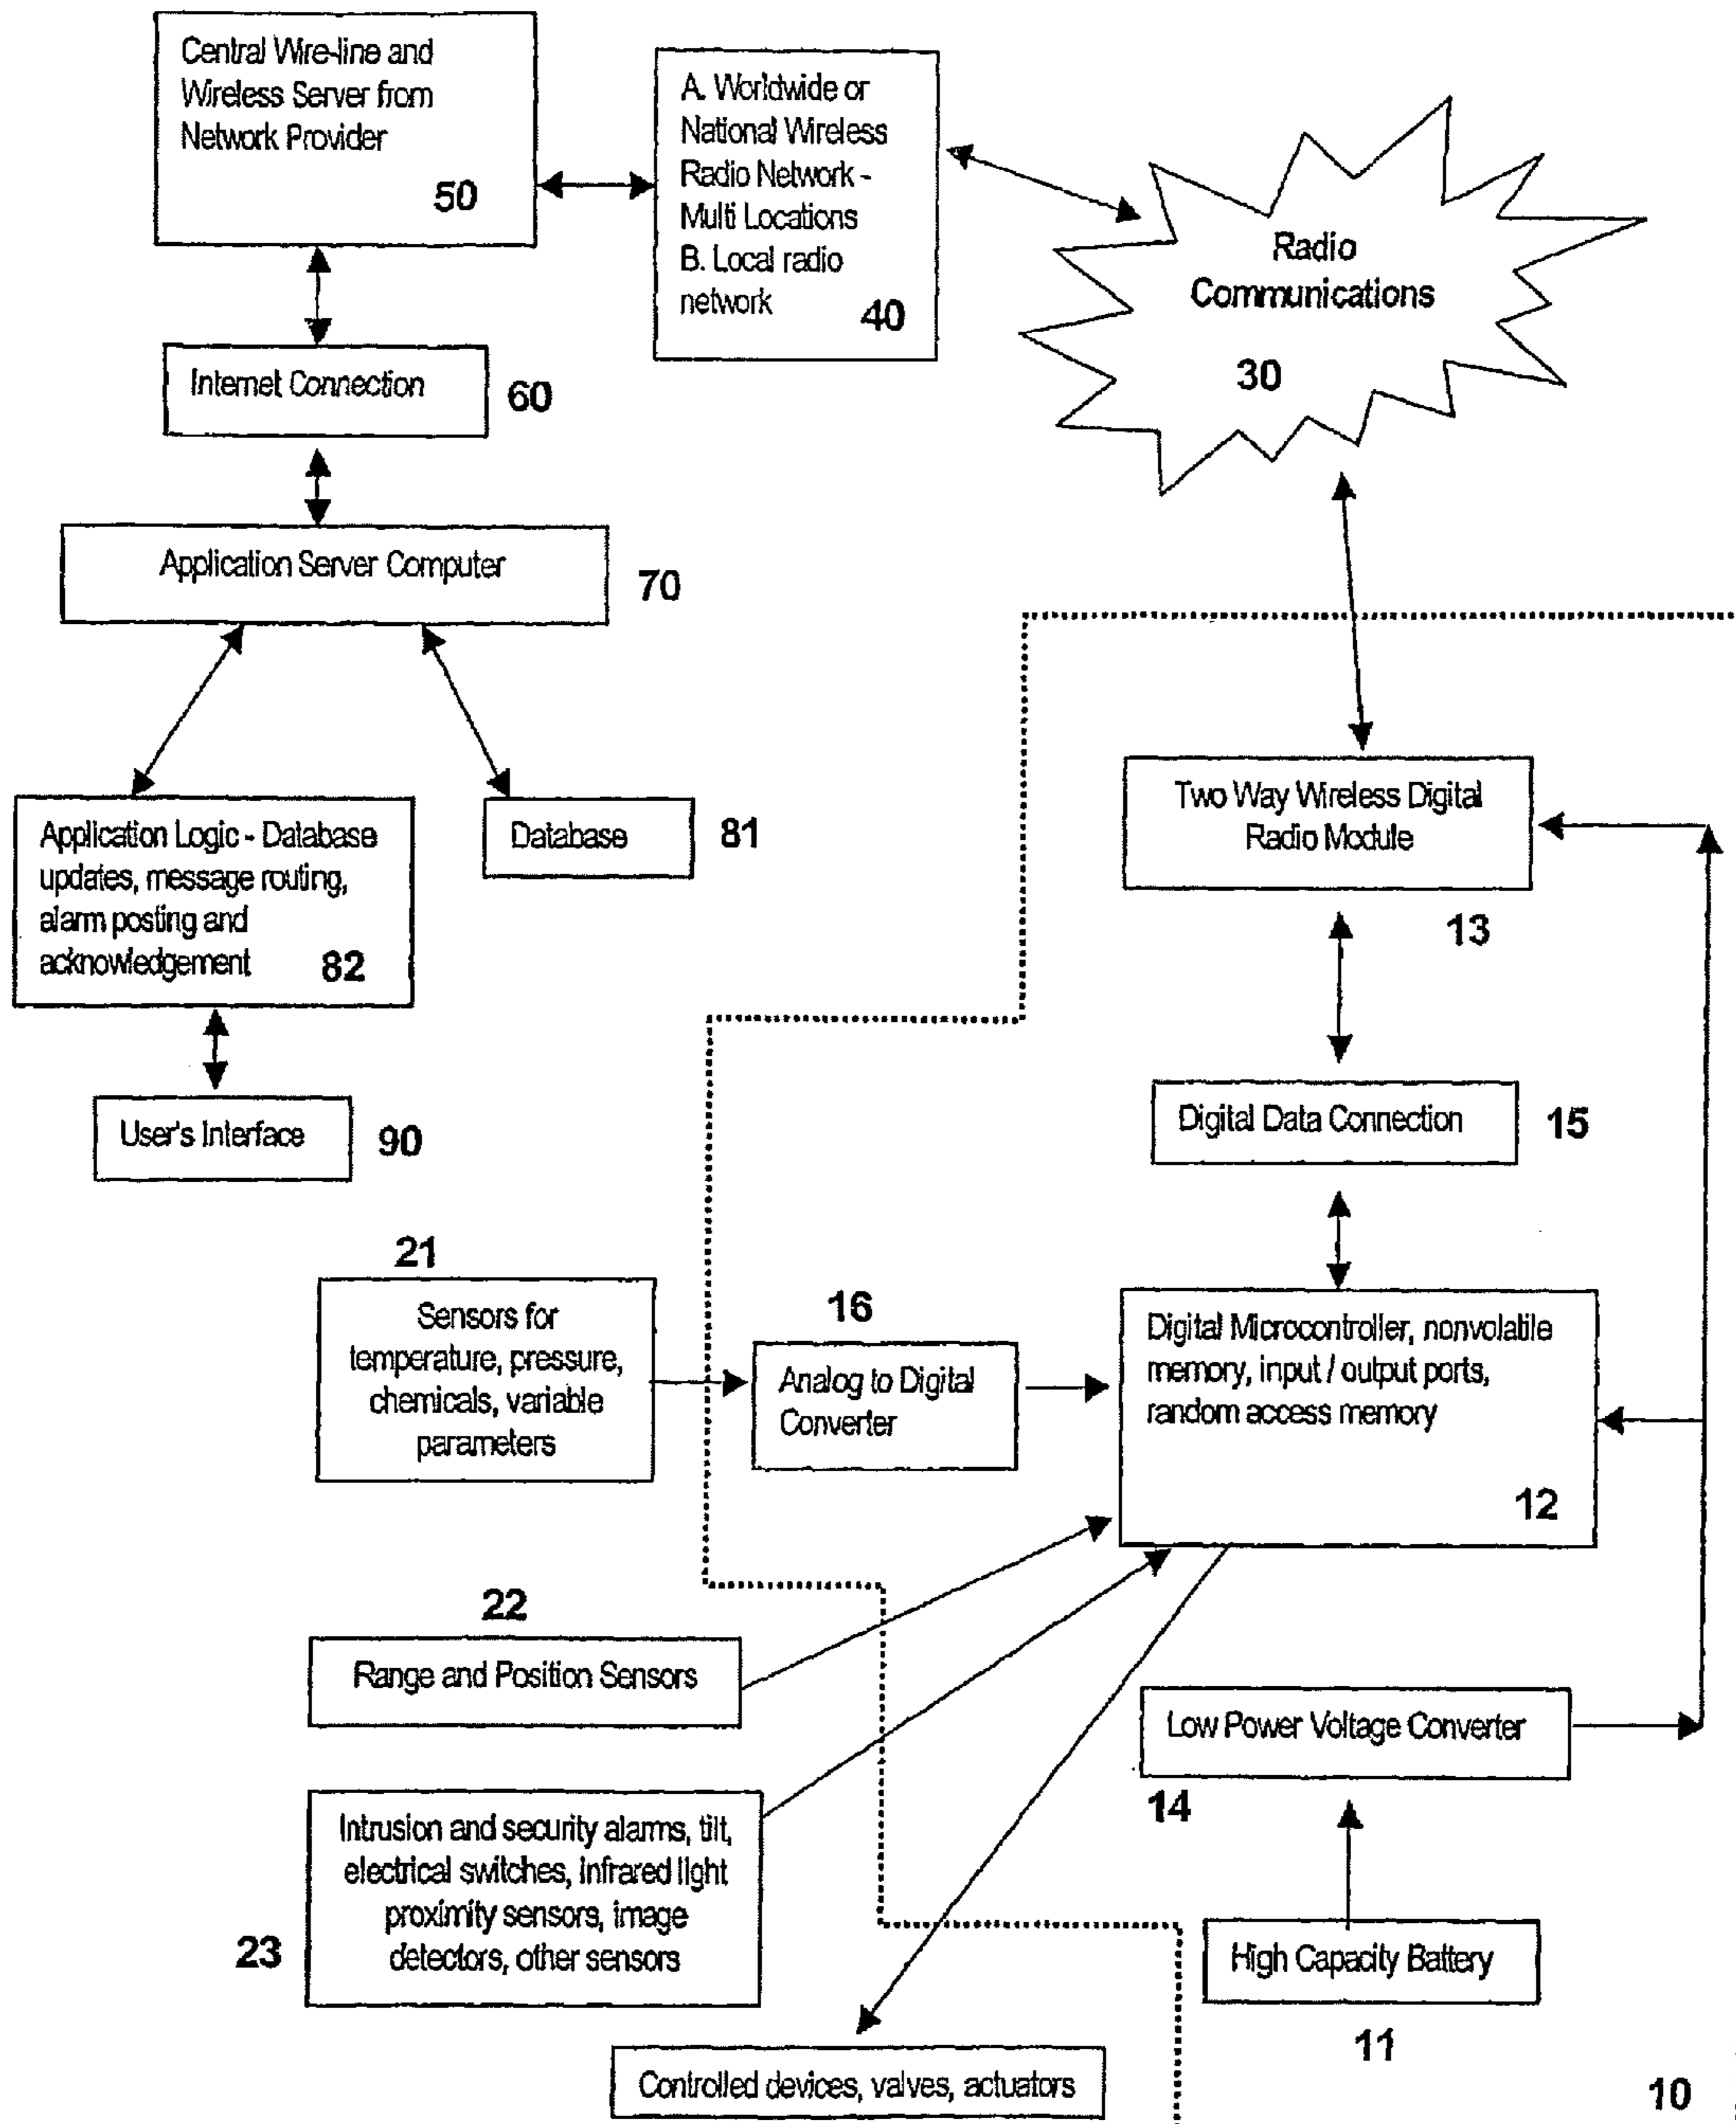 Central Wire-line and
Wireless Server from
Network Provider
50
A. Worldwide or
National Wireless
Radio Network -
Multi Locations
B. Local radio
network
40
Radio
Communications
30
Internet Connection
60
Application Server Computer
70
Application Logic - Database
updates, message routing,
alarm posting and
acknowledgement
82
Database
81
User's Interface
90
Two Way Wireless Digital
Radio Module
13
Digital Data Connection
15
21
Sensors for
temperature, pressure,
chemicals, variable
parameters
16
Analog to Digital
Converter
Digital Microcontroller, nonvolatile
memory, input / output ports,
random access memory
12
22
Range and Position Sensors
Low Power Voltage Converter
14
Intrusion and security alarms, tilt,
electrical switches, infrared light
proximity sensors, image
detectors, other sensors
23
High Capacity Battery
11
Controlled devices, valves, actuators
10